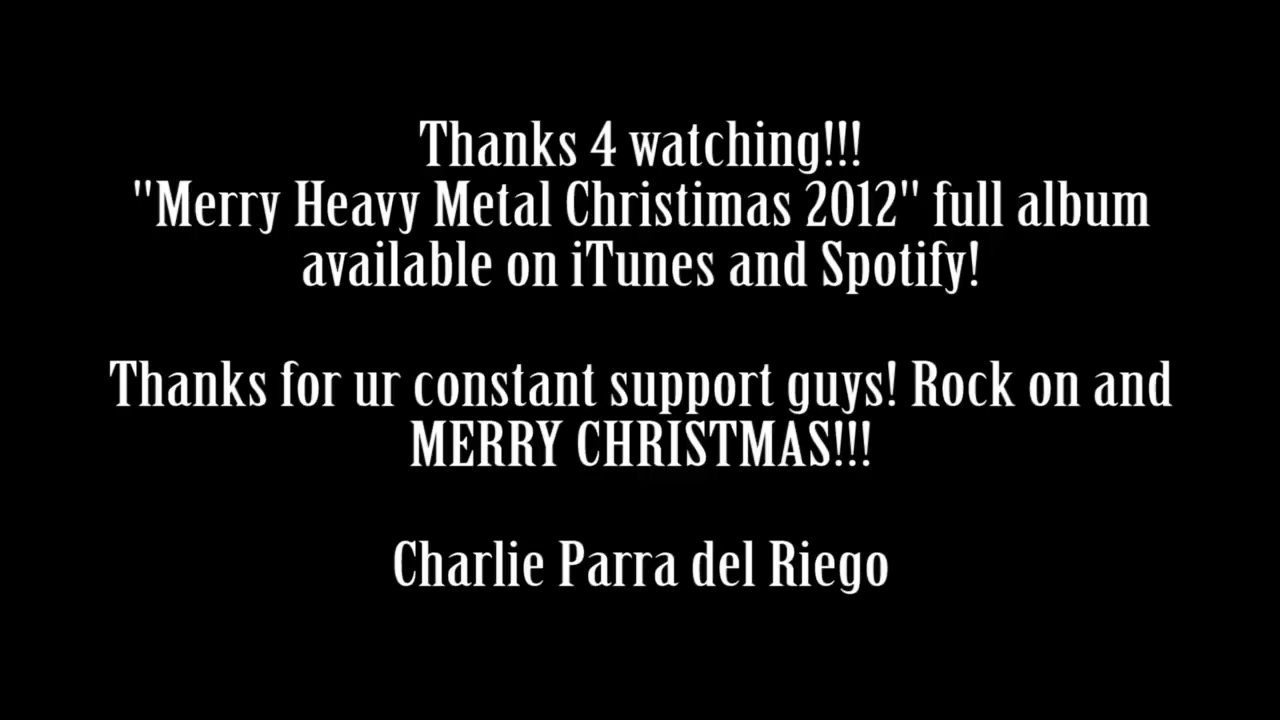 Thanks 4 watching!!!
"Merry Heavy Metal Christimas 2012" full album
available on iTunes and Spotify!
Thanks for ur constant support guys! Rock on and
MERRY CHRISTMAS!!!
Charlie Parra del Riego